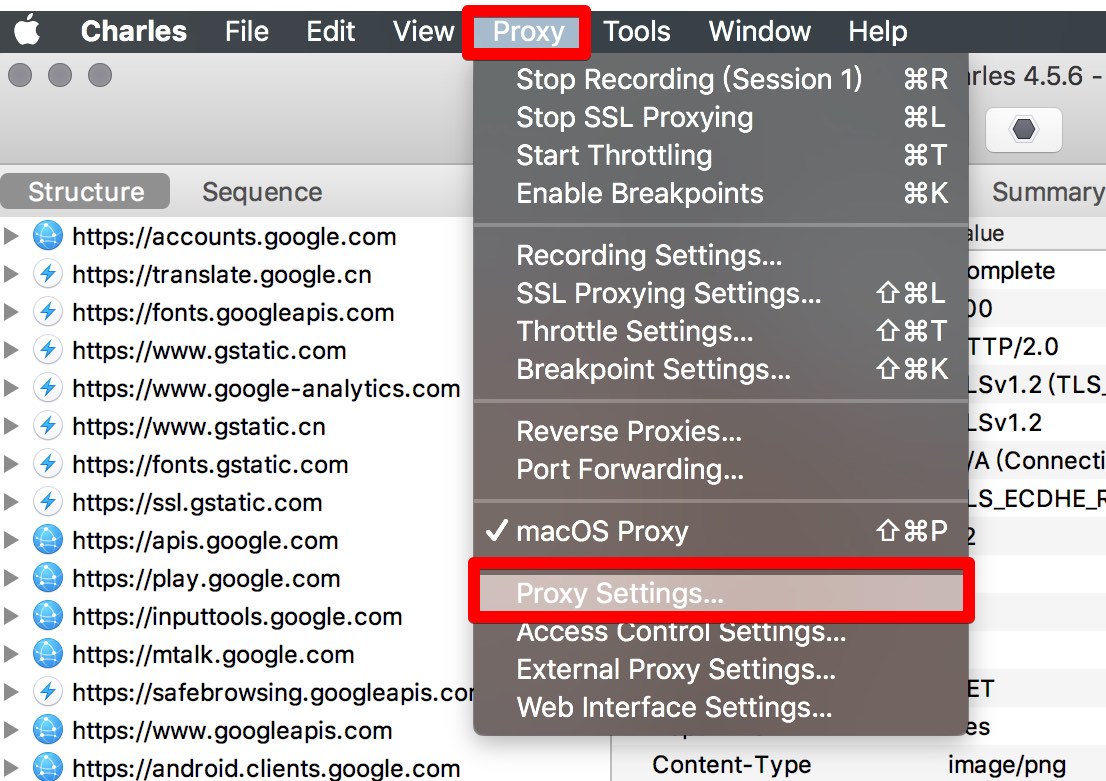 Charles File Edit View Proxy Tools Window Help
Stop Recording (Session 1) ⌘R
Stop SSL Proxying ⌘L
Start Throttling ⌘T
Enable Breakpoints ⌘K
Recording Settings...
SSL Proxying Settings... ⇧⌘L
Throttle Settings... ⇧⌘T
Breakpoint Settings... ⇧⌘K
Reverse Proxies...
Port Forwarding...
✓ macOS Proxy ⇧⌘P
Proxy Settings...
Access Control Settings...
External Proxy Settings...
Web Interface Settings...
arles 4.5.6 -
Structure Sequence
https://accounts.google.com
https://translate.google.cn
https://fonts.googleapis.com
https://www.gstatic.com
https://www.google-analytics.com
https://www.gstatic.cn
https://fonts.gstatic.com
https://ssl.gstatic.com
https://apis.google.com
https://play.google.com
https://inputtools.google.com
https://mtalk.google.com
https://safebrowsing.googleapis.cor
https://www.googleapis.com
https://android.clients.google.com
Summary
alue
omplete
00
TTP/2.0
LSv1.2 (TLS_
LSv1.2
/A (Connecti
LS_ECDHE_R
2
ET
es
Content-Type image/png